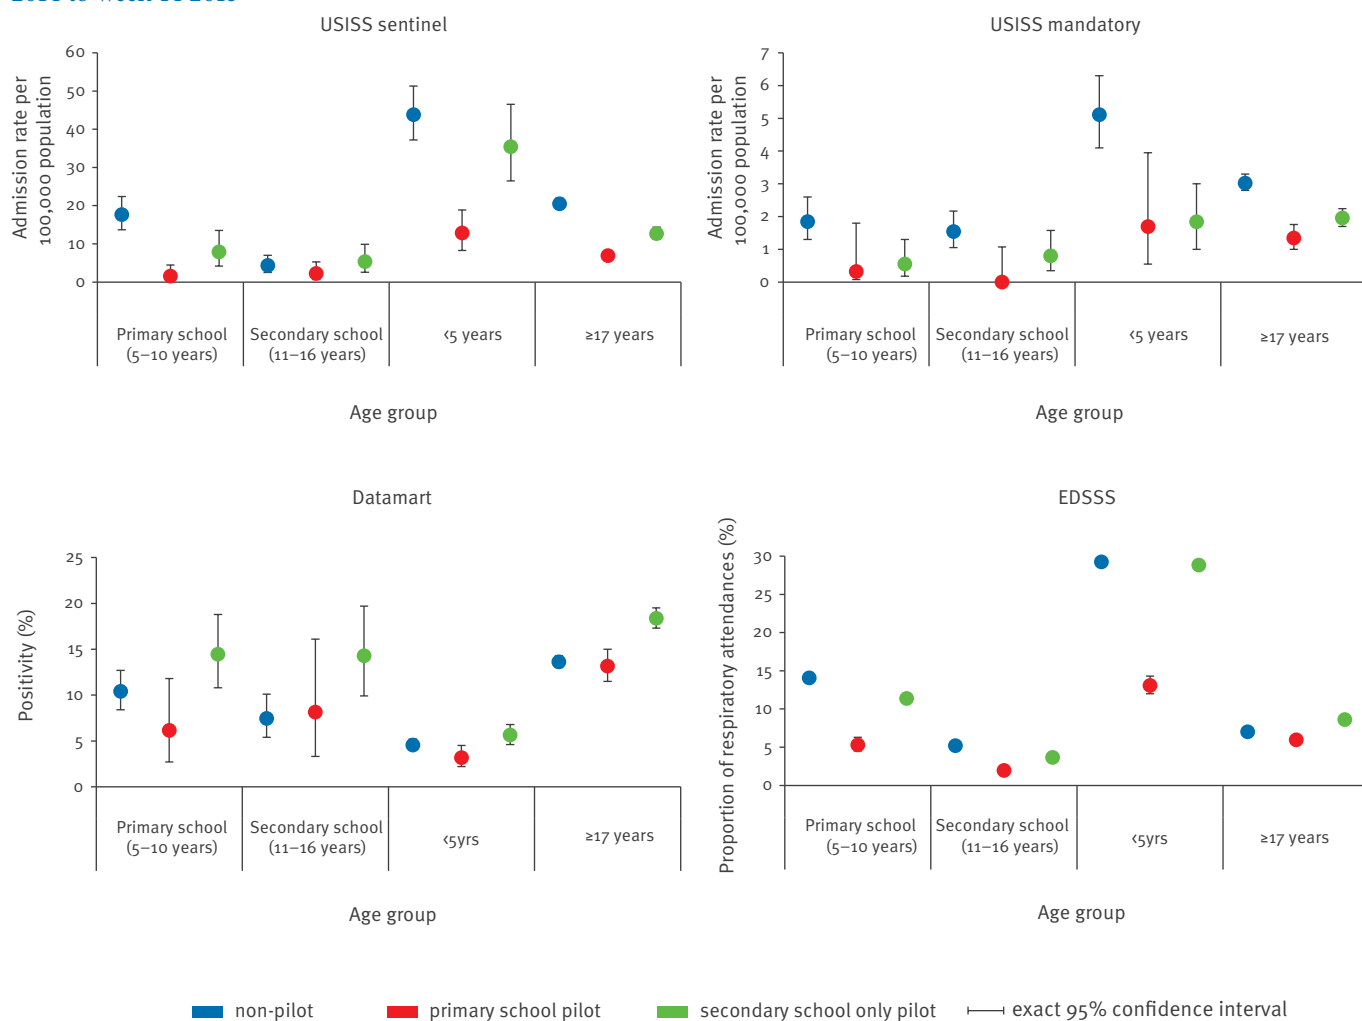 USISS sentinel
Admission rate per
100,000 population
60
50
40
30
20
10
0
Primary school
(5–10 years)
Secondary school
(11–16 years)
<5 years
≥17 years
Age group
USISS mandatory
Admission rate per
100,000 population
7
6
5
4
3
2
1
0
Primary school
(5–10 years)
Secondary school
(11–16 years)
<5 years
≥17 years
Age group
Datamart
Positivity (%)
25
20
15
10
5
0
Primary school
(5–10 years)
Secondary school
(11–16 years)
<5yrs
≥17 years
Age group
EDSSS
Proportion of respiratory attendances (%)
30
25
20
15
10
5
0
Primary school
(5–10 years)
Secondary school
(11–16 years)
<5yrs
≥17 years
Age group
non-pilot
primary school pilot
secondary school only pilot
exact 95% confidence interval